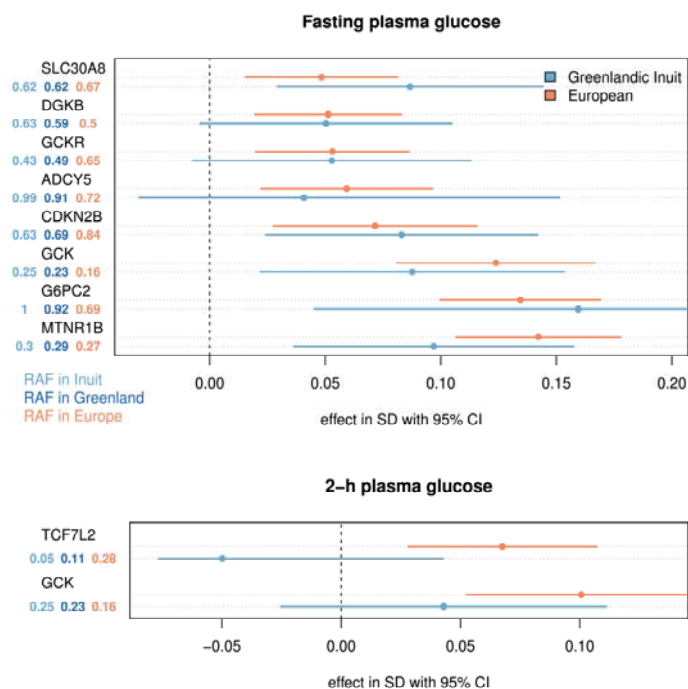 Fasting plasma glucose
Greenlandic Inuit
European
SLC30A8
0.62 0.62 0.67
DGKB
0.63 0.59 0.5
GCKR
0.43 0.49 0.65
ADCY5
0.99 0.91 0.72
CDKN2B
0.63 0.69 0.84
GCK
0.25 0.23 0.16
G6PC2
1 0.92 0.69
MTNR1B
0.3 0.29 0.27
RAF in Inuit
RAF in Greenland
RAF in Europe
0.00 0.05 0.10 0.15 0.20
effect in SD with 95% CI
2−h plasma glucose
TCF7L2
0.05 0.11 0.28
GCK
0.25 0.23 0.16
−0.05 0.00 0.05 0.10
effect in SD with 95% CI